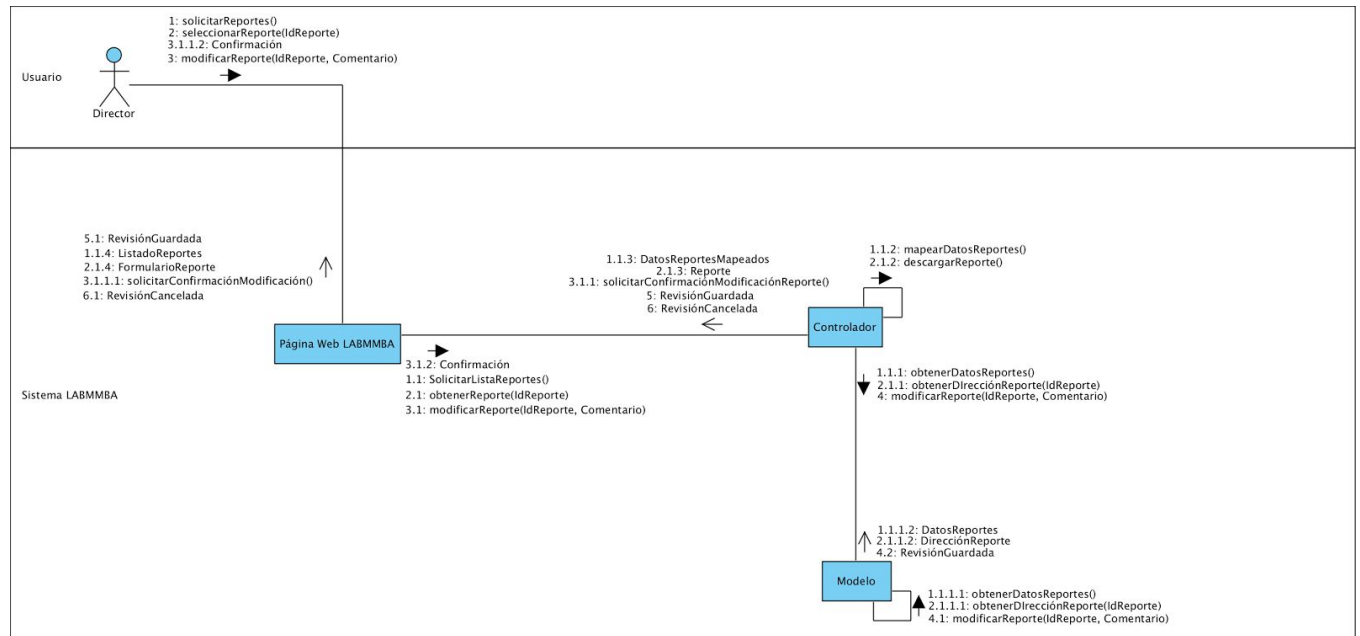 1: solicitarReportes()
2: seleccionarReporte(IdReporte)
3.1.1.2: Confirmación
3: modificarReporte(IdReporte, Comentario)
Usuario
Director
5.1: RevisiónGuardada
1.1.4: ListadoReportes
2.1.4: FormularioReporte
3.1.1.1: solicitarConfirmaciónModificación()
6.1: RevisiónCancelada
1.1.3: DatosReportesMapeados
2.1.3: Reporte
3.1.1: solicitarConfirmaciónModificaciónReporte()
5: RevisiónGuardada
6: RevisiónCancelada
1.1.2: mapearDatosReportes()
2.1.2: descargarReporte()
Página Web LABMMBA
Controlador
3.1.2: Confirmación
1.1: SolicitarListaReportes()
2.1: obtenerReporte(IdReporte)
3.1: modificarReporte(IdReporte, Comentario)
1.1.1: obtenerDatosReportes()
2.1.1: obtenerDIrecciónReporte(IdReporte)
4: modificarReporte(IdReporte, Comentario)
Sistema LABMMBA
1.1.1.2: DatosReportes
2.1.1.2: DirecciónReporte
4.2: RevisiónGuardada
Modelo
1.1.1.1: obtenerDatosReportes()
2.1.1.1: obtenerDIrecciónReporte(IdReporte)
4.1: modificarReporte(IdReporte, Comentario)